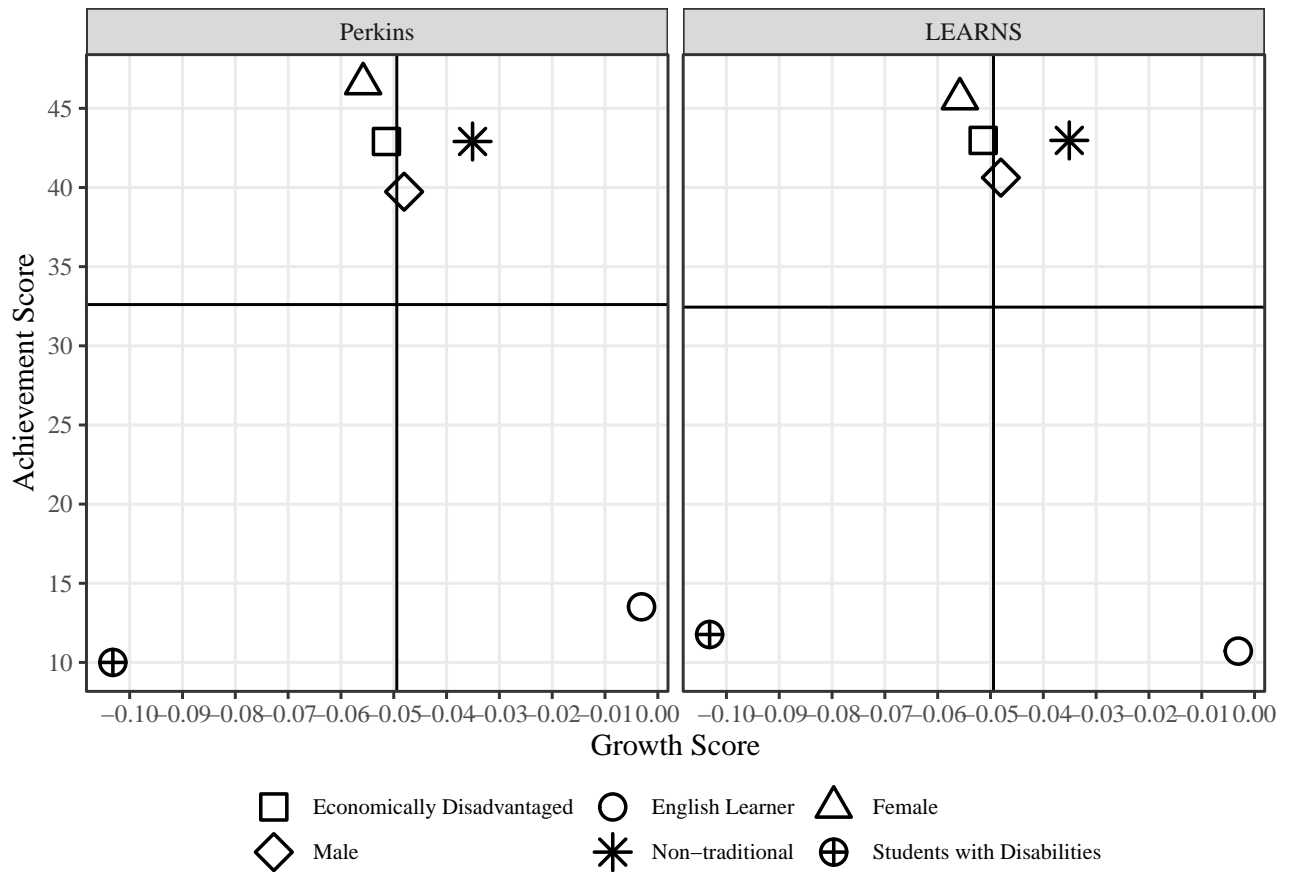 Perkins
LEARNS
Achievement Score
45
40
35
30
25
20
15
10
−0.10 −0.09 −0.08 −0.07 −0.06 −0.05 −0.04 −0.03 −0.02 −0.01 0.00
−0.10 −0.09 −0.08 −0.07 −0.06 −0.05 −0.04 −0.03 −0.02 −0.01 0.00
Growth Score
Economically Disadvantaged English Learner Female
Male Non−traditional Students with Disabilities